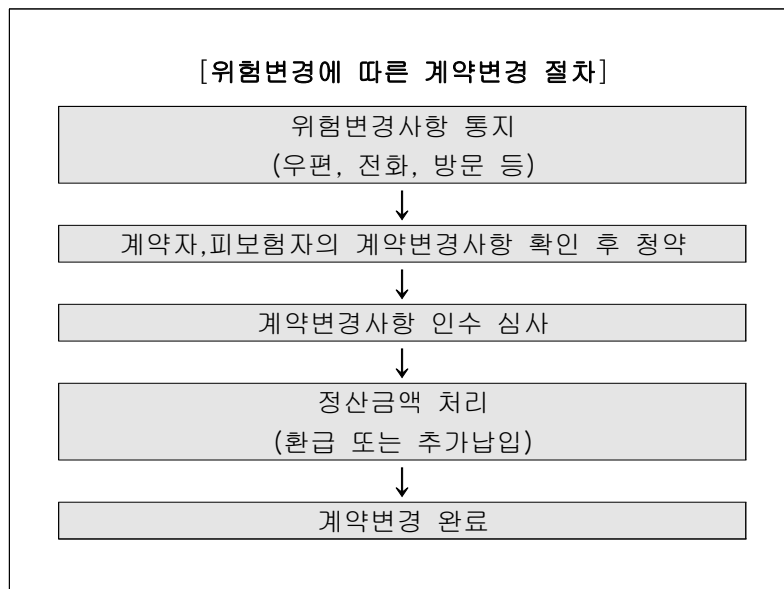 [위험변경에 따른 계약변경 절차]
위험변경사항 통지
(우편, 전화, 방문 등)
↓
계약자,피보험자의 계약변경사항 확인 후 청약
↓
계약변경사항 인수 심사
↓
정산금액 처리
(환급 또는 추가납입)
↓
계약변경 완료